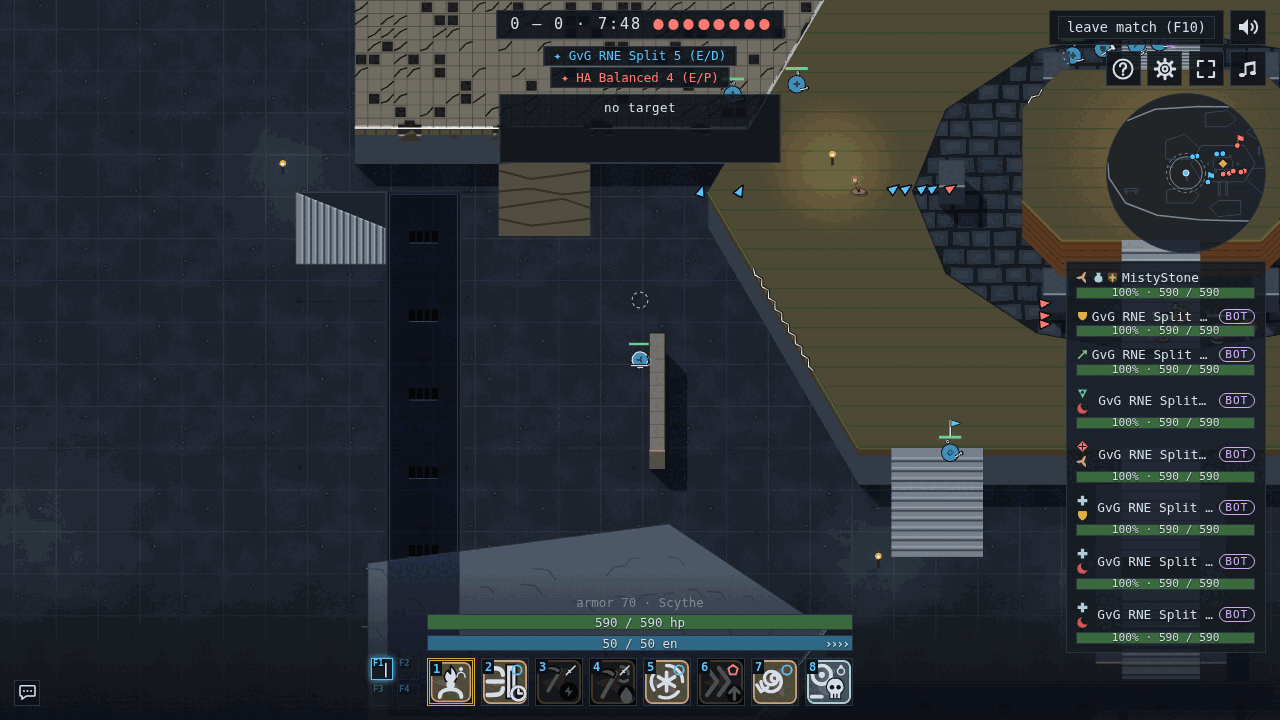 0 – 0 · 7:48
leave match (F10)
✦ GvG RNE Split 5 (E/D)
✦ HA Balanced 4 (E/P)
no target
MistyStone
100% · 590 / 590
GvG RNE Split … BOT
100% · 590 / 590
GvG RNE Split … BOT
100% · 590 / 590
GvG RNE Split… BOT
100% · 590 / 590
GvG RNE Split… BOT
100% · 590 / 590
GvG RNE Split … BOT
100% · 590 / 590
GvG RNE Split … BOT
100% · 590 / 590
GvG RNE Split … BOT
100% · 590 / 590
armor 70 · Scythe
590 / 590 hp
50 / 50 en ››››
F1 F2
F3 F4
1 2 3 4 5 6 7 8